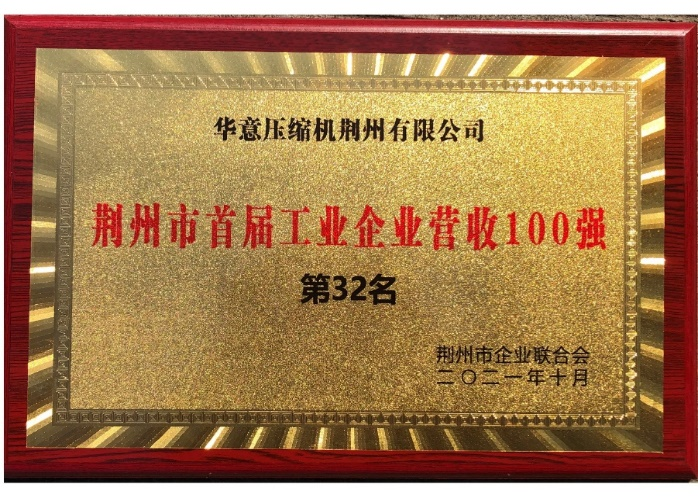 华意压缩机荆州有限公司
荆州市首届工业企业营收100强
第32名
荆州市企业联合会
二〇二一年十月